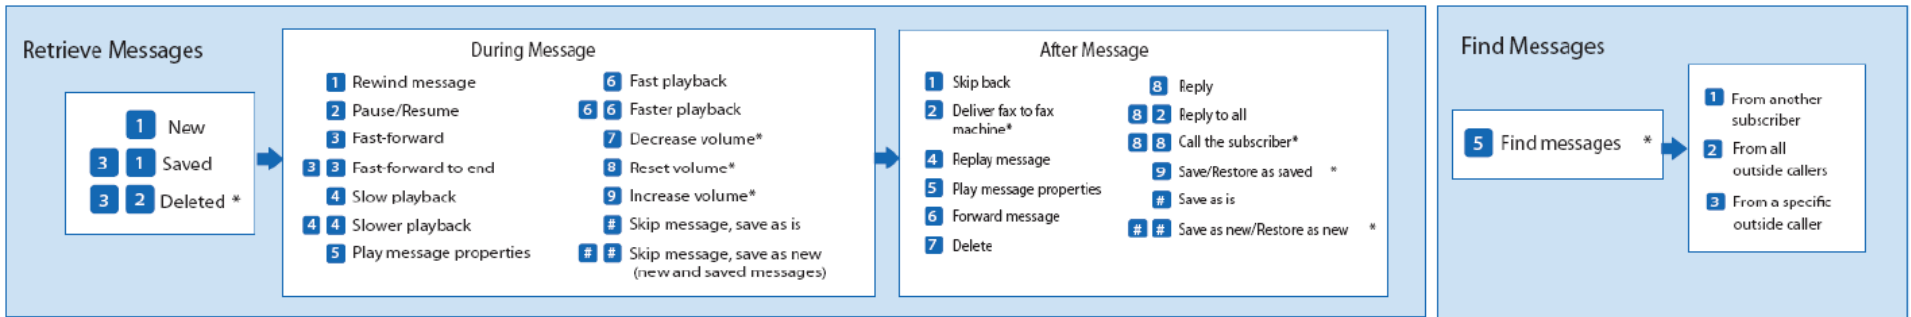 Retrieve Messages
1 New
3 1 Saved
3 2 Deleted *
During Message
1 Rewind message
2 Pause/Resume
3 Fast-forward
3 3 Fast-forward to end
4 Slow playback
4 4 Slower playback
5 Play message properties
6 Fast playback
6 6 Faster playback
7 Decrease volume*
8 Reset volume*
9 Increase volume*
# Skip message, save as is
# # Skip message, save as new
(new and saved messages)
After Message
1 Skip back
2 Deliver fax to fax
machine*
4 Replay message
5 Play message properties
6 Forward message
7 Delete
8 Reply
8 2 Reply to all
8 8 Call the subscriber*
9 Save/Restore as saved *
# Save as is
# # Save as new/Restore as new *
Find Messages
5 Find messages *
1 From another
subscriber
2 From all
outside callers
3 From a specific
outside caller